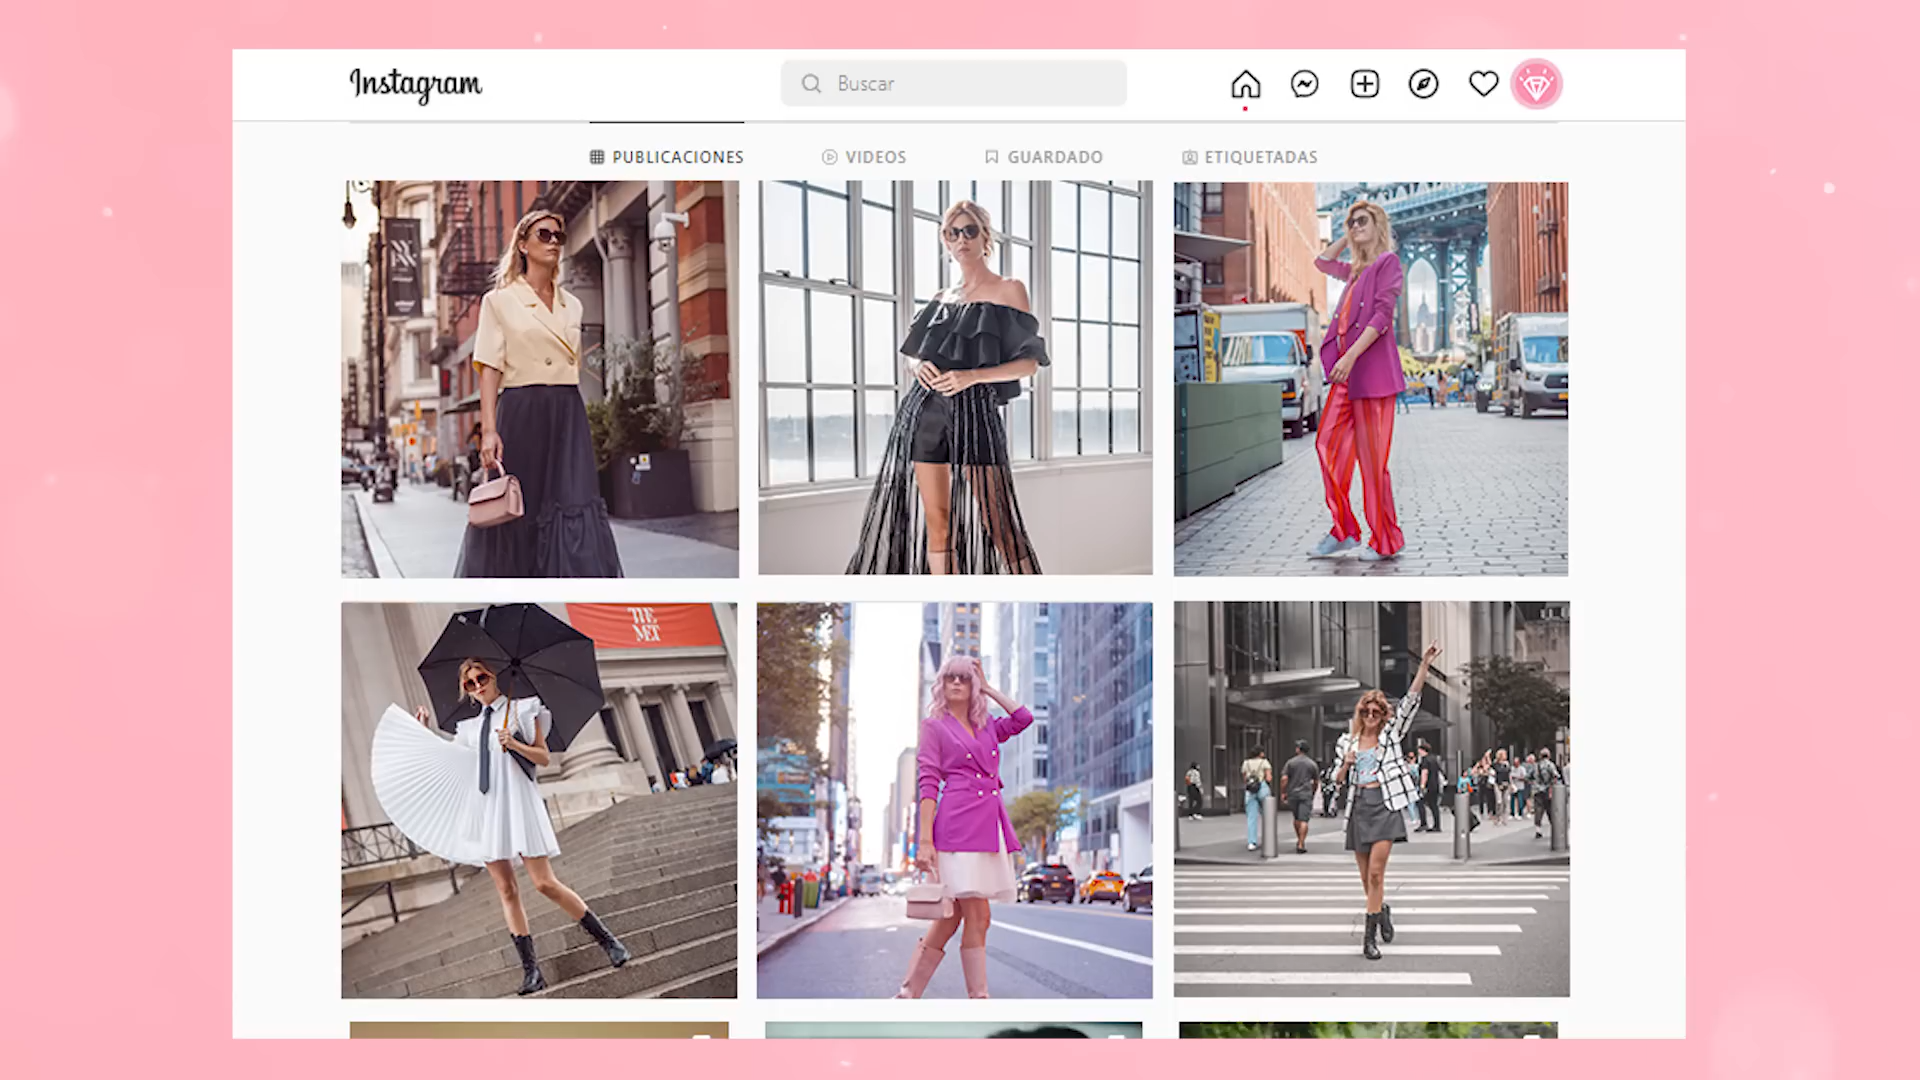 Instagram
Buscar
PUBLICACIONES
VIDEOS
GUARDADO
ETIQUETADAS
THE
MET